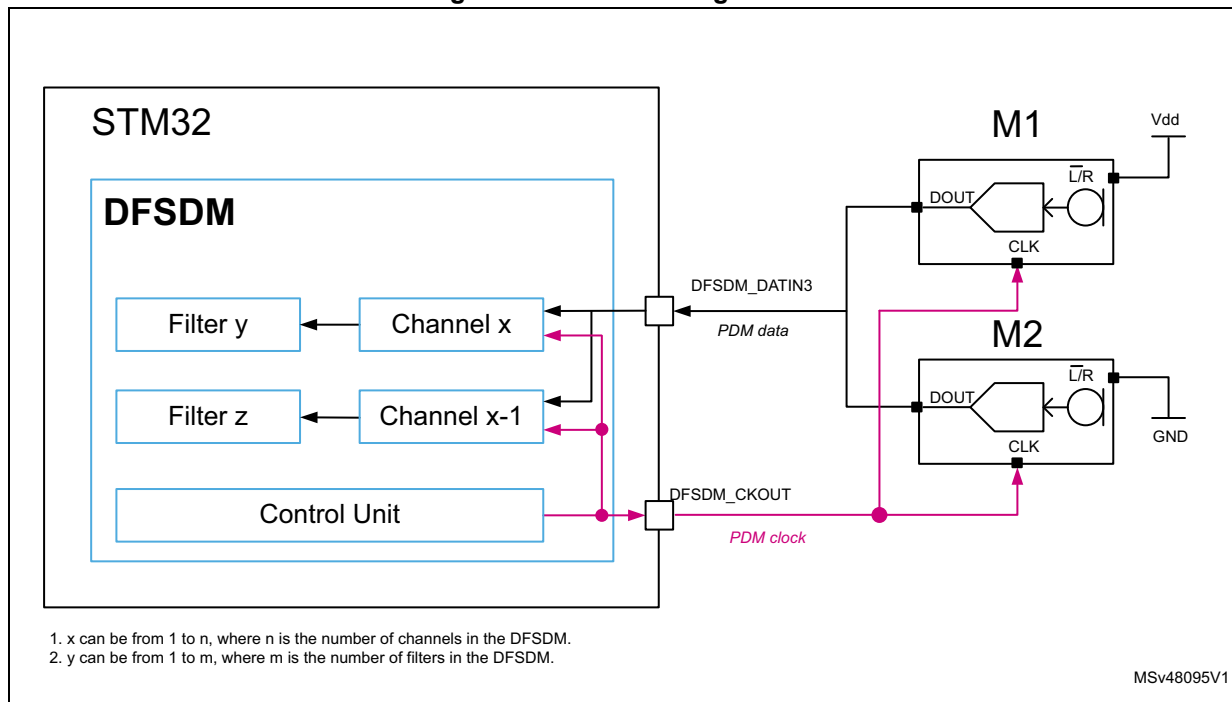 STM32
DFSDM
Filter y
Channel x
Filter z
Channel x-1
Control Unit
DFSDM_DATIN3
PDM data
DFSDM_CKOUT
PDM clock
M1
Vdd
L/R
DOUT
CLK
M2
L/R
DOUT
CLK
GND
1. x can be from 1 to n, where n is the number of channels in the DFSDM.
2. y can be from 1 to m, where m is the number of filters in the DFSDM.
MSv48095V1